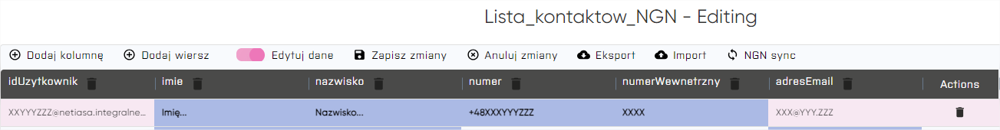 Lista_kontaktow_NGN - Editing
Dodaj kolumnę Dodaj wiersz Edytuj dane Zapisz zmiany Anuluj zmiany Eksport Import NGN sync
idUzytkownik imie nazwisko numer numerWewnetrzny adresEmail Actions
XXYYYZZZ@netiasa.integralne... Imię... Nazwisko... +48XXXYYYZZZ XXXX XXX@YYY.ZZZ